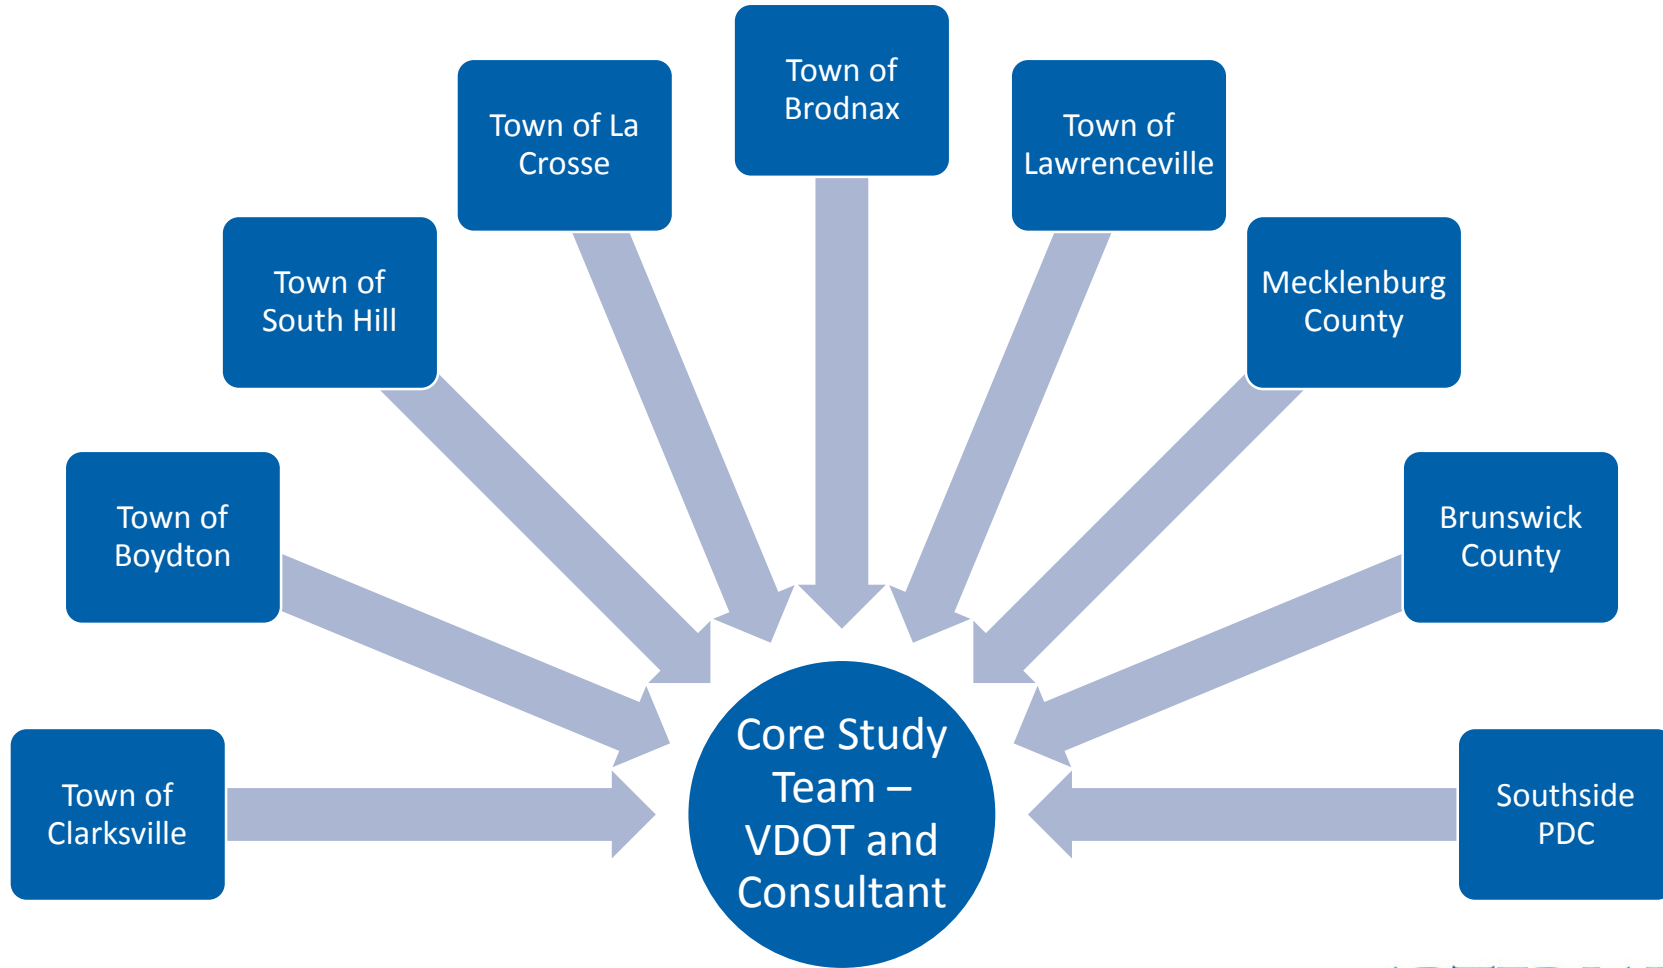 Town of
Brodnax
Town of La
Crosse
Town of
Lawrenceville
Town of
South Hill
Mecklenburg
County
Town of
Boydton
Brunswick
County
Town of
Clarksville
Core Study
Team –
VDOT and
Consultant
Southside
PDC